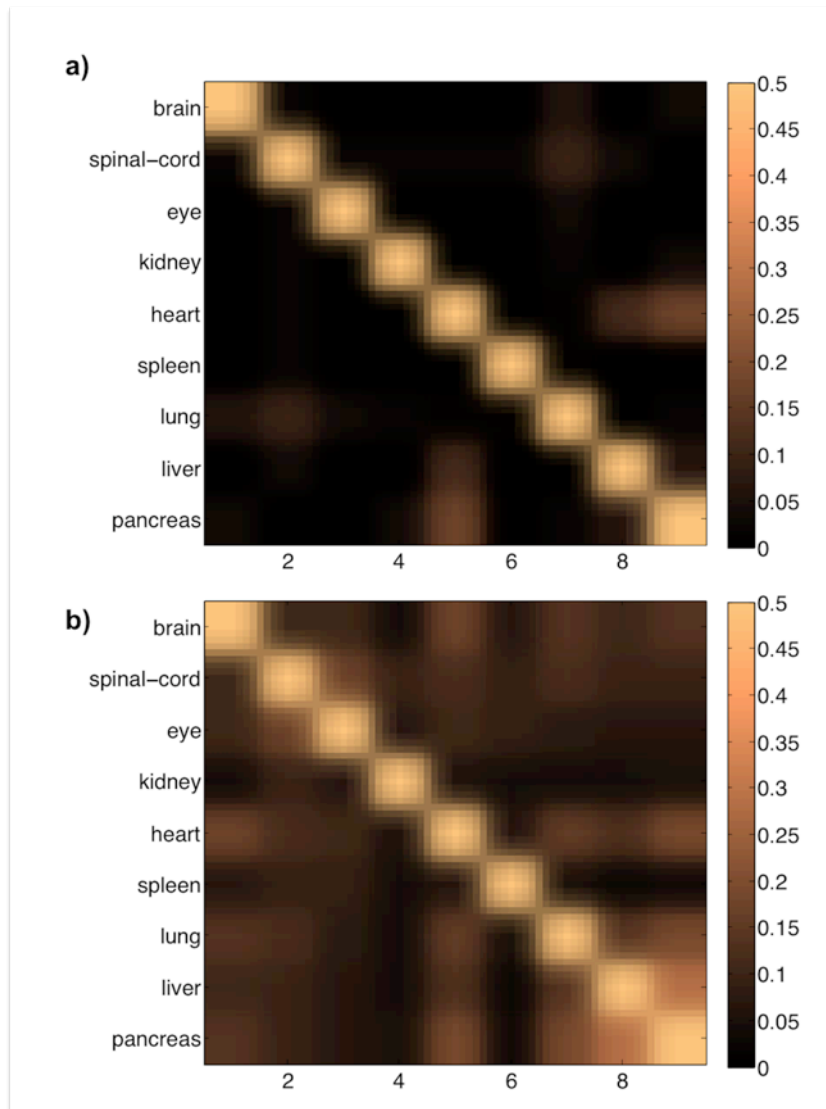 a)
brain
spinal–cord
eye
kidney
heart
spleen
lung
liver
pancreas
2 4 6 8
0.5
0.45
0.4
0.35
0.3
0.25
0.2
0.15
0.1
0.05
0
b)
brain
spinal–cord
eye
kidney
heart
spleen
lung
liver
pancreas
2 4 6 8
0.5
0.45
0.4
0.35
0.3
0.25
0.2
0.15
0.1
0.05
0